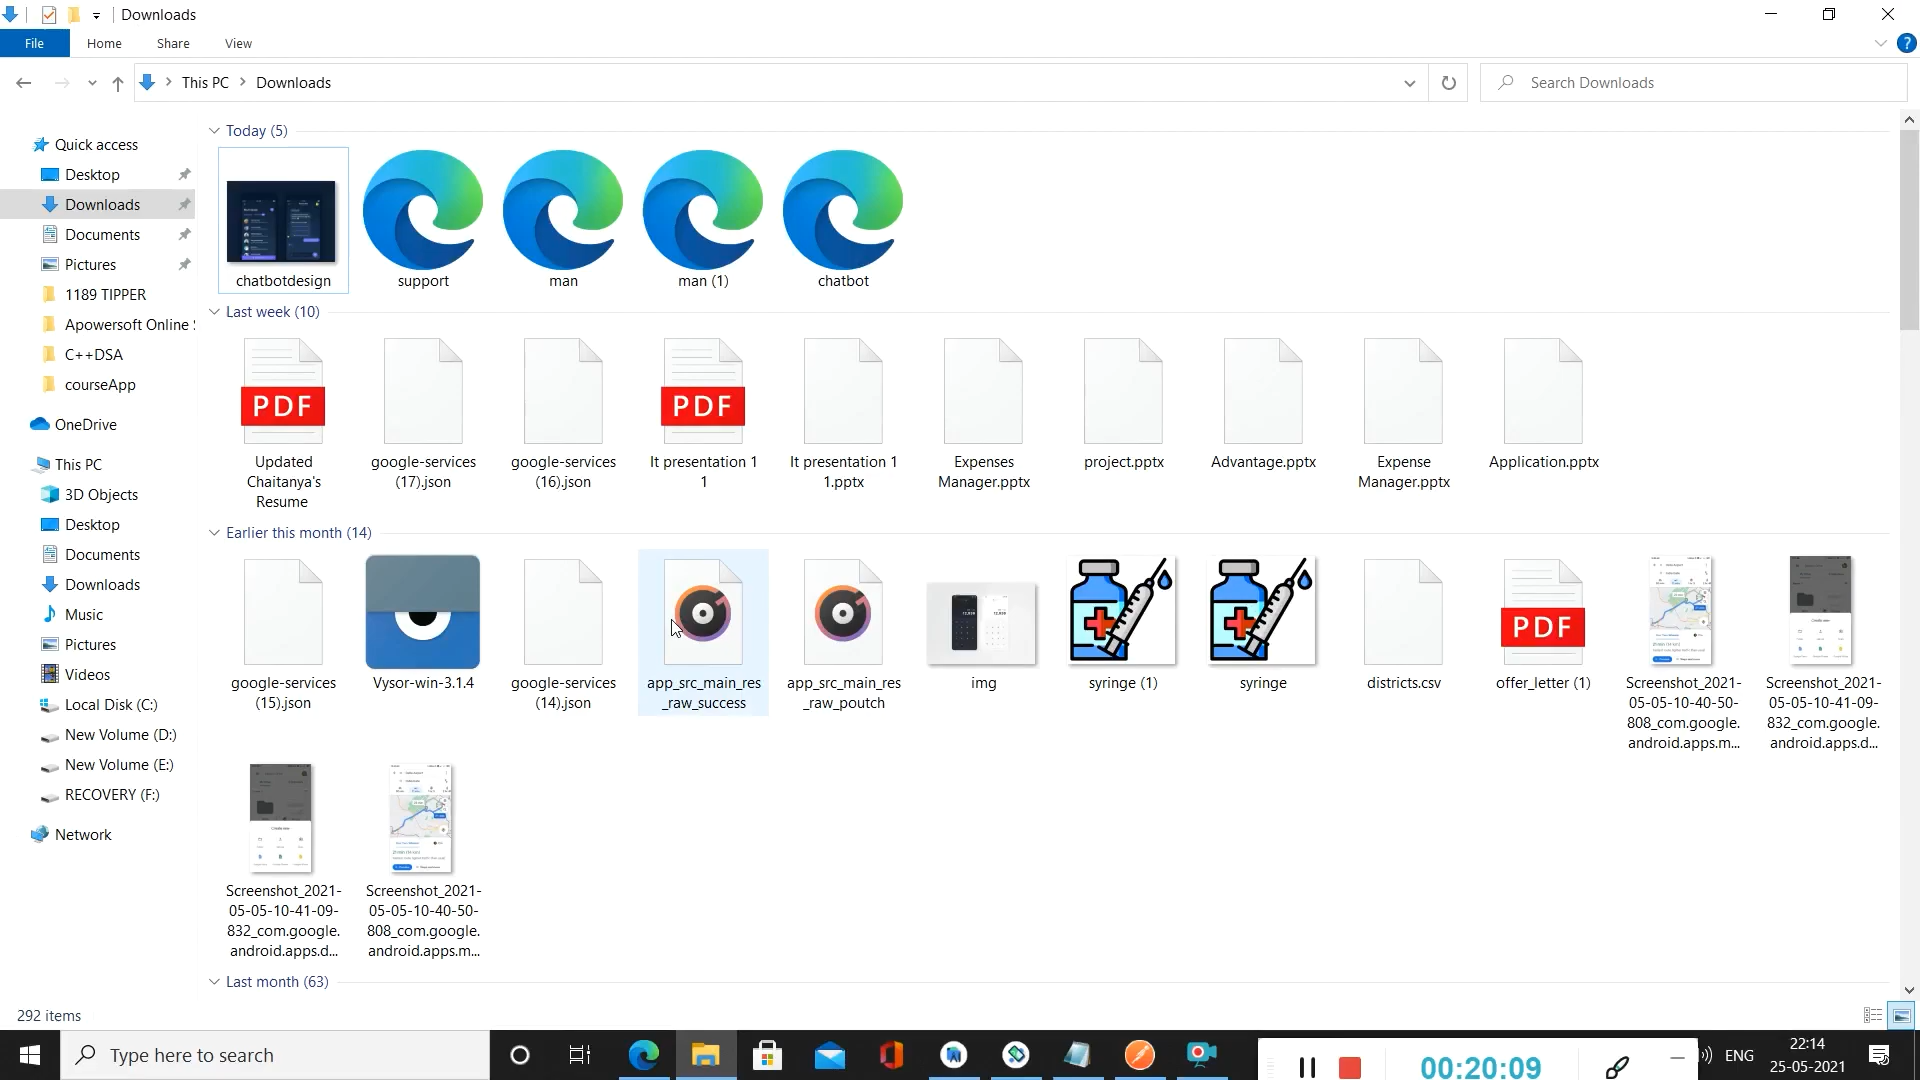 Downloads
File Home Share View
This PC Downloads
Search Downloads
Quick access
Desktop
Downloads
Documents
Pictures
1189 TIPPER
Apowersoft Online
C++DSA
courseApp
OneDrive
This PC
3D Objects
Desktop
Documents
Downloads
Music
Pictures
Videos
Local Disk (C:)
New Volume (D:)
New Volume (E:)
RECOVERY (F:)
Network
Today (5)
chatbotdesign
support
man
man (1)
chatbot
Last week (10)
PDF
Updated
Chaitanya's
Resume
google-services
(17).json
google-services
(16).json
PDF
It presentation 1
1
It presentation 1
1.pptx
Expenses
Manager.pptx
project.pptx
Advantage.pptx
Expense
Manager.pptx
Application.pptx
Earlier this month (14)
google-services
(15).json
Vysor-win-3.1.4
google-services
(14).json
app_src_main_res
_raw_success
app_src_main_res
_raw_poutch
img
syringe (1)
syringe
districts.csv
PDF
offer_letter (1)
Screenshot_2021-
05-05-10-40-50-
808_com.google.
android.apps.m...
Screenshot_2021-
05-05-10-41-09-
832_com.google.
android.apps.d...
Screenshot_2021-
05-05-10-41-09-
832_com.google.
android.apps.d...
Screenshot_2021-
05-05-10-40-50-
808_com.google.
android.apps.m...
Last month (63)
292 items
Type here to search
00:20:09
ENG
22:14
25-05-2021